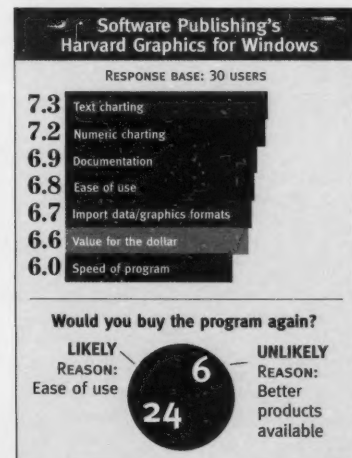 Software Publishing's
Harvard Graphics for Windows
RESPONSE BASE: 30 USERS
7.3 Text charting
7.2 Numeric charting
6.9 Documentation
6.8 Ease of use
6.7 Import data/graphics formats
6.6 Value for the dollar
6.0 Speed of program
Would you buy the program again?
LIKELY
REASON:
Ease of use
24
6
UNLIKELY
REASON:
Better
products
available